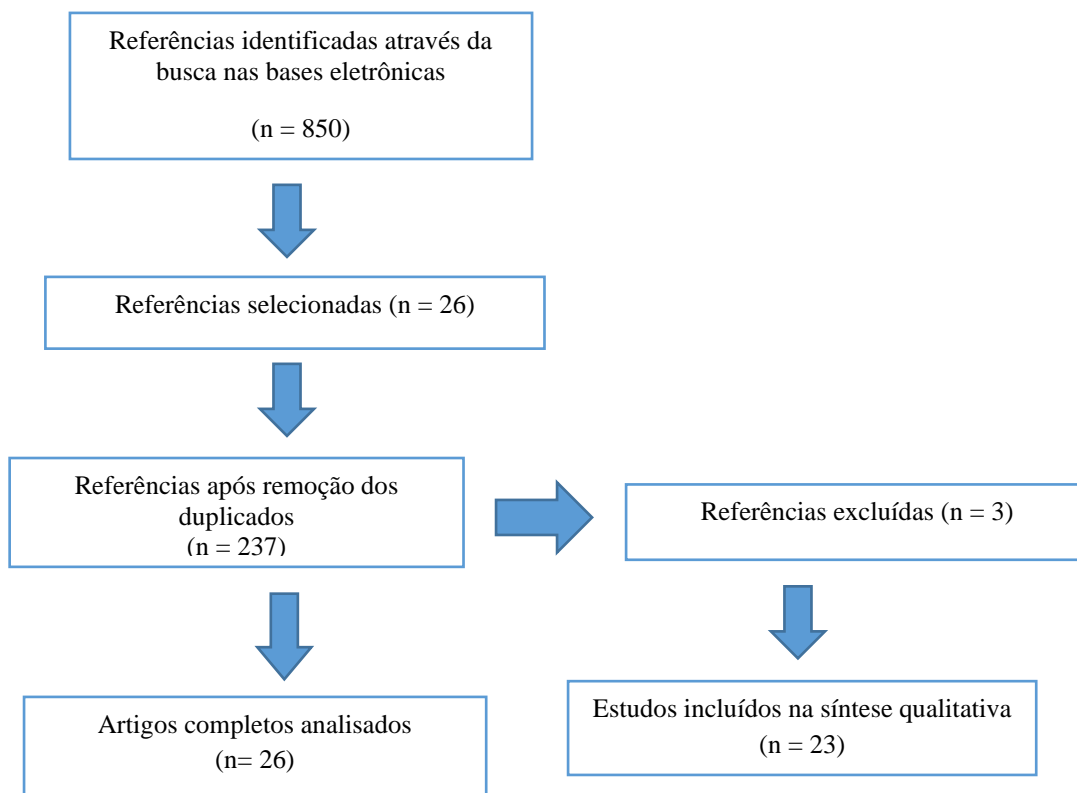 Referências identificadas através da
busca nas bases eletrônicas
(n = 850)
Referências selecionadas (n = 26)
Referências após remoção dos
duplicados
(n = 237)
Referências excluídas (n = 3)
Artigos completos analisados
(n= 26)
Estudos incluídos na síntese qualitativa
(n = 23)